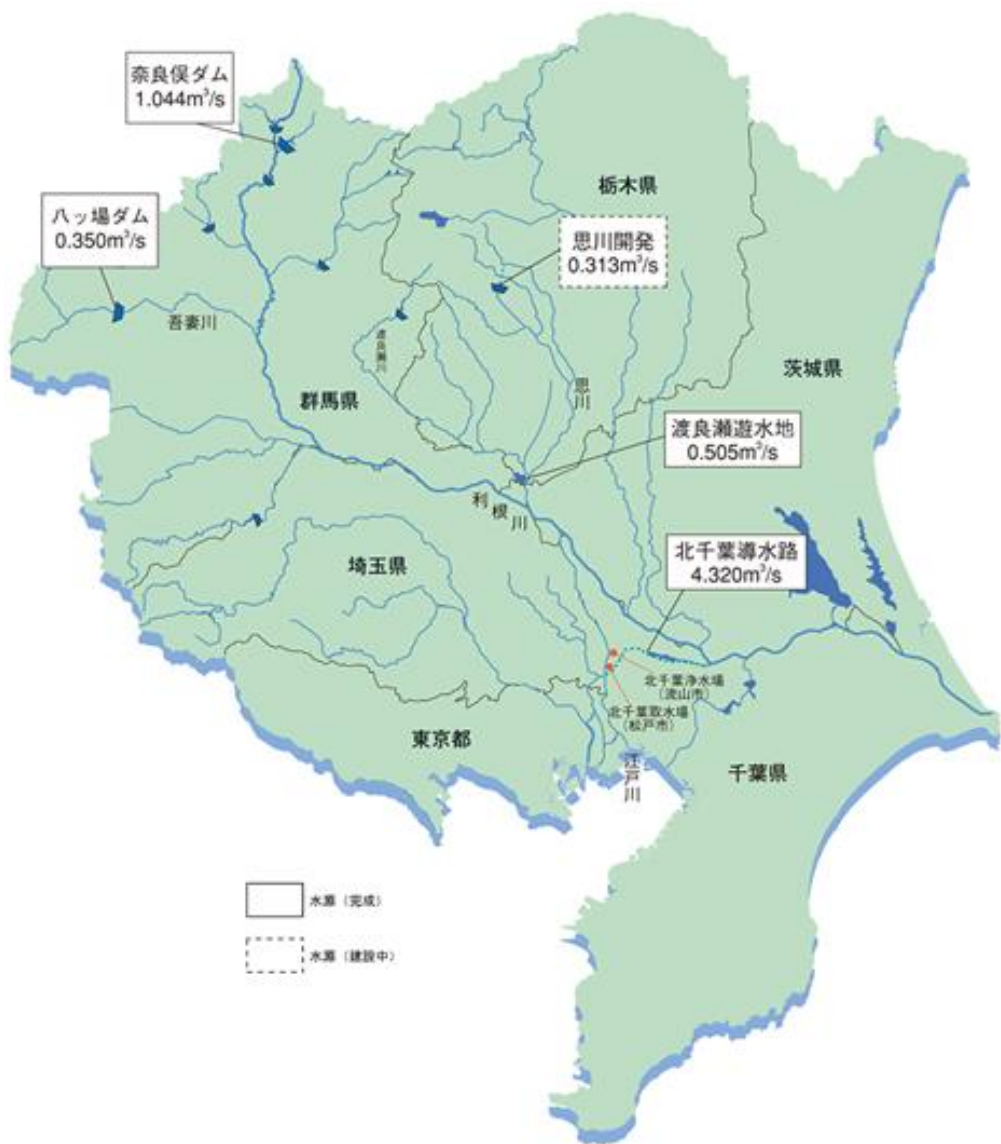 奈良俣ダム
1.044m³/s
八ッ場ダム
0.350m³/s
栃木県
思川開発
0.313m³/s
吾妻川
渡良瀬川
群馬県
思川
茨城県
渡良瀬遊水地
0.505m³/s
利根川
埼玉県
北千葉導水路
4.320m³/s
北千葉浄水場
（流山市）
北千葉取水場
（松戸市）
東京都
江戸川
千葉県
水源（完成）
水源（建設中）